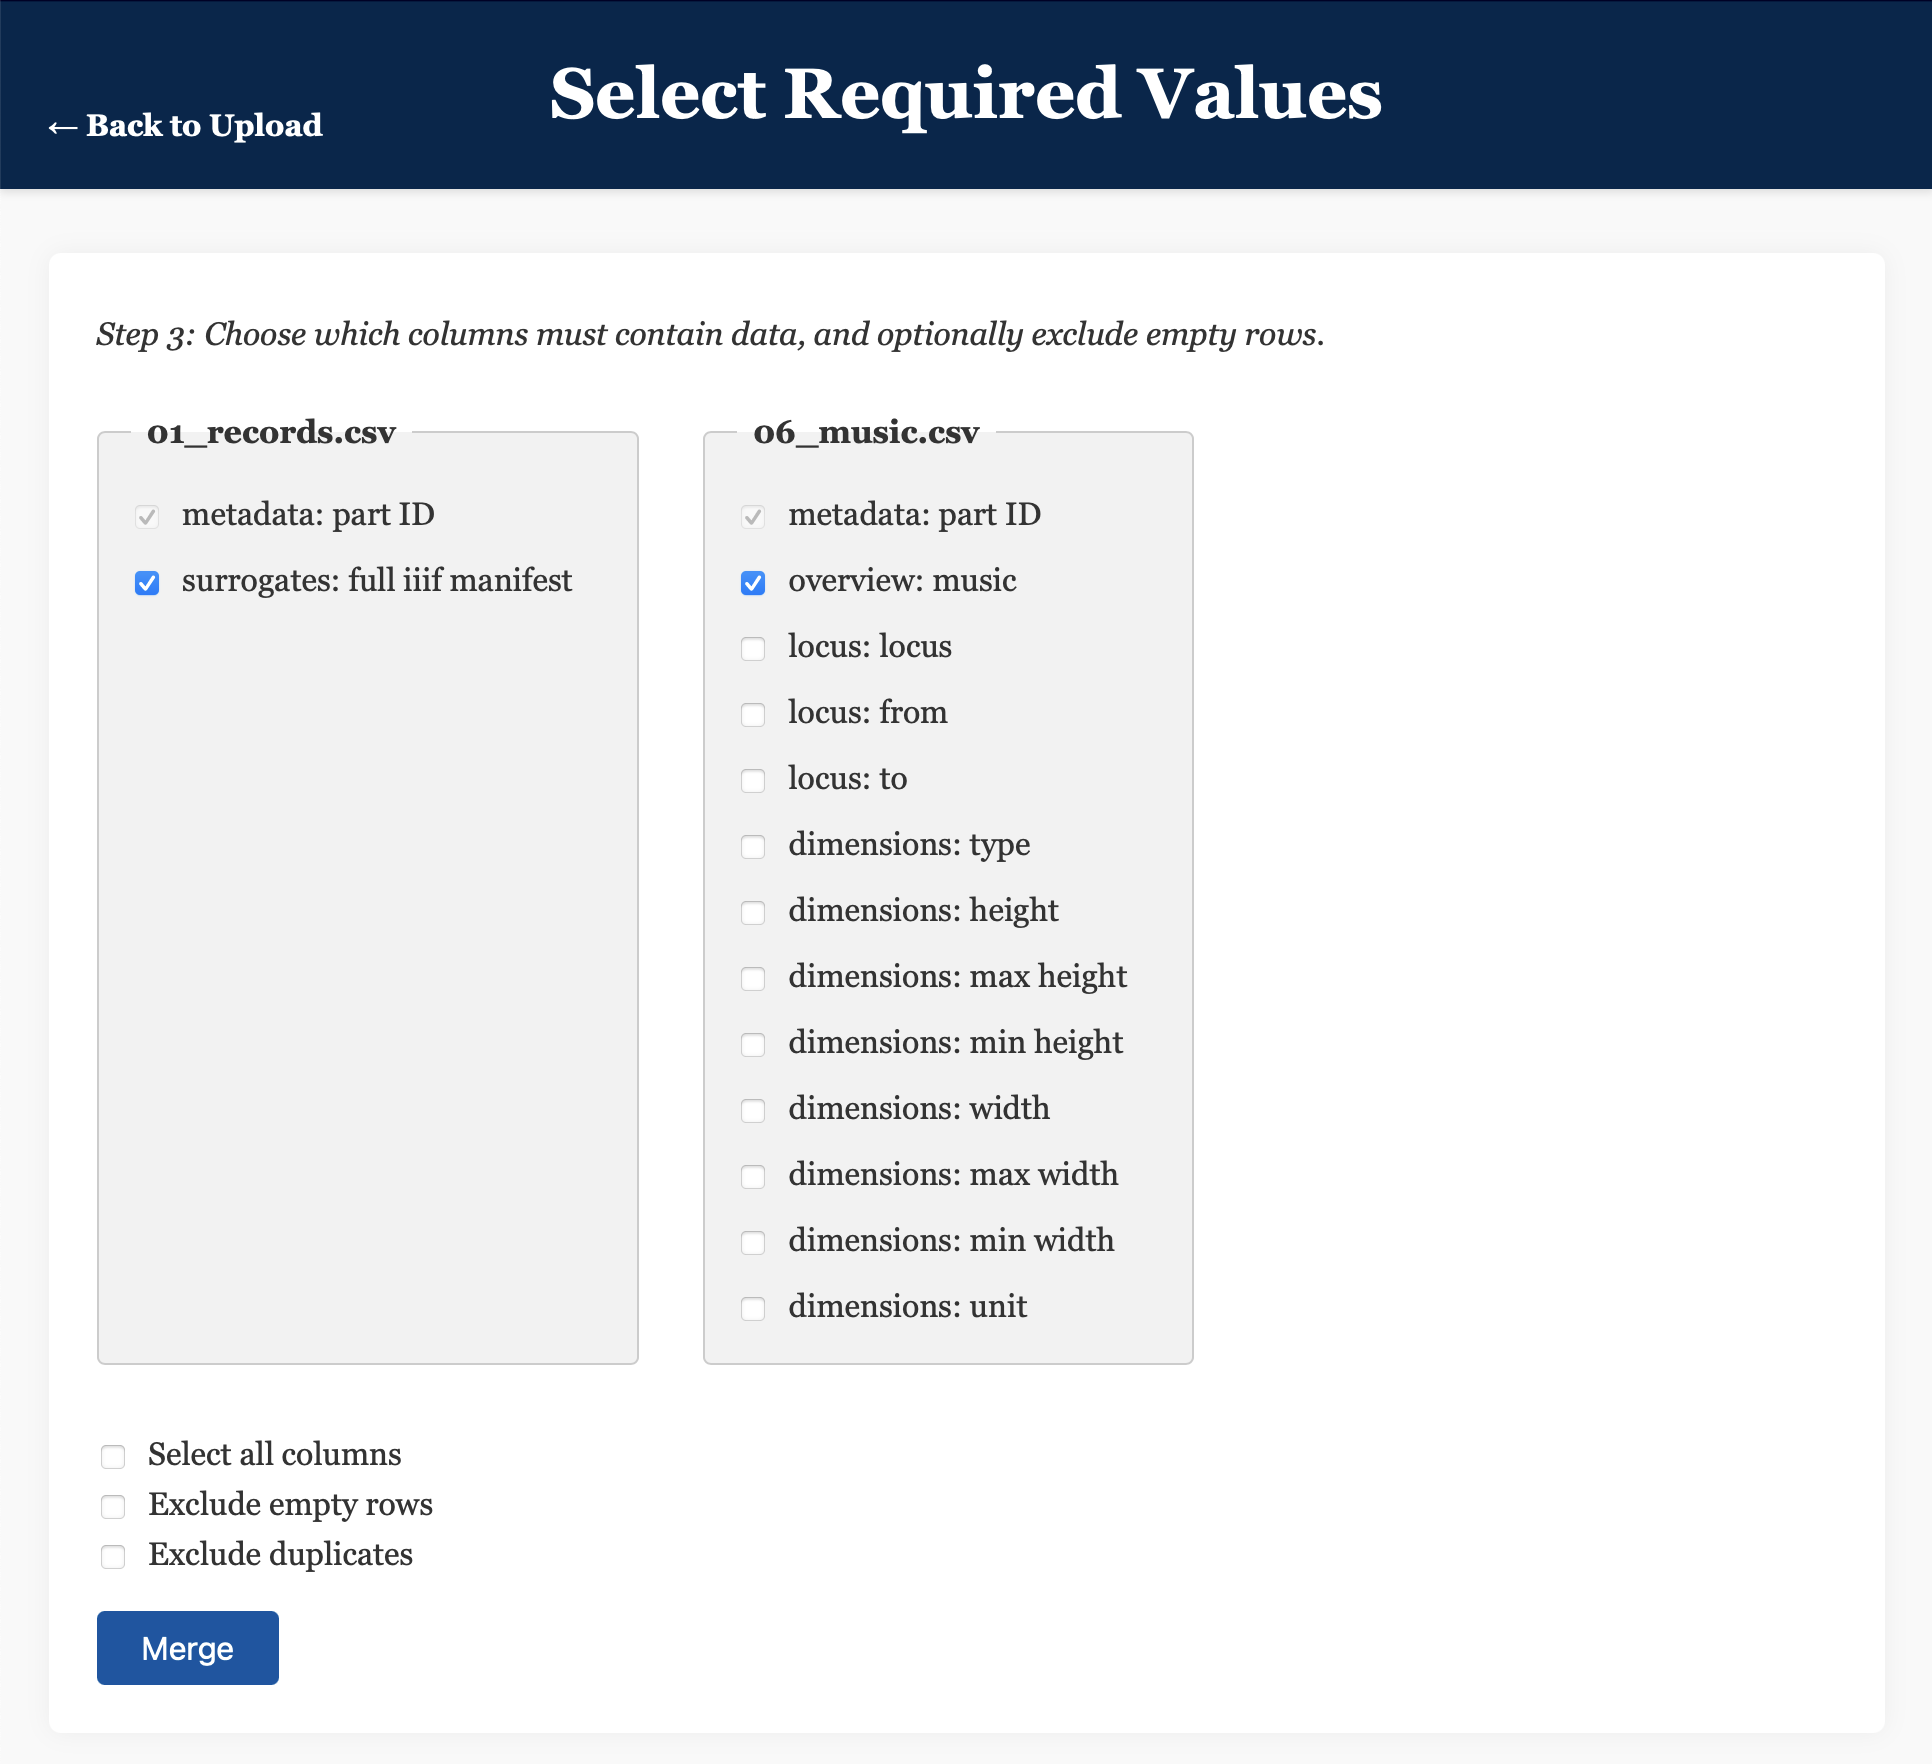 Select Required Values
← Back to Upload
Step 3: Choose which columns must contain data, and optionally exclude empty rows.
01_records.csv
metadata: part ID
surrogates: full iiif manifest
06_music.csv
metadata: part ID
overview: music
locus: locus
locus: from
locus: to
dimensions: type
dimensions: height
dimensions: max height
dimensions: min height
dimensions: width
dimensions: max width
dimensions: min width
dimensions: unit
Select all columns
Exclude empty rows
Exclude duplicates
Merge